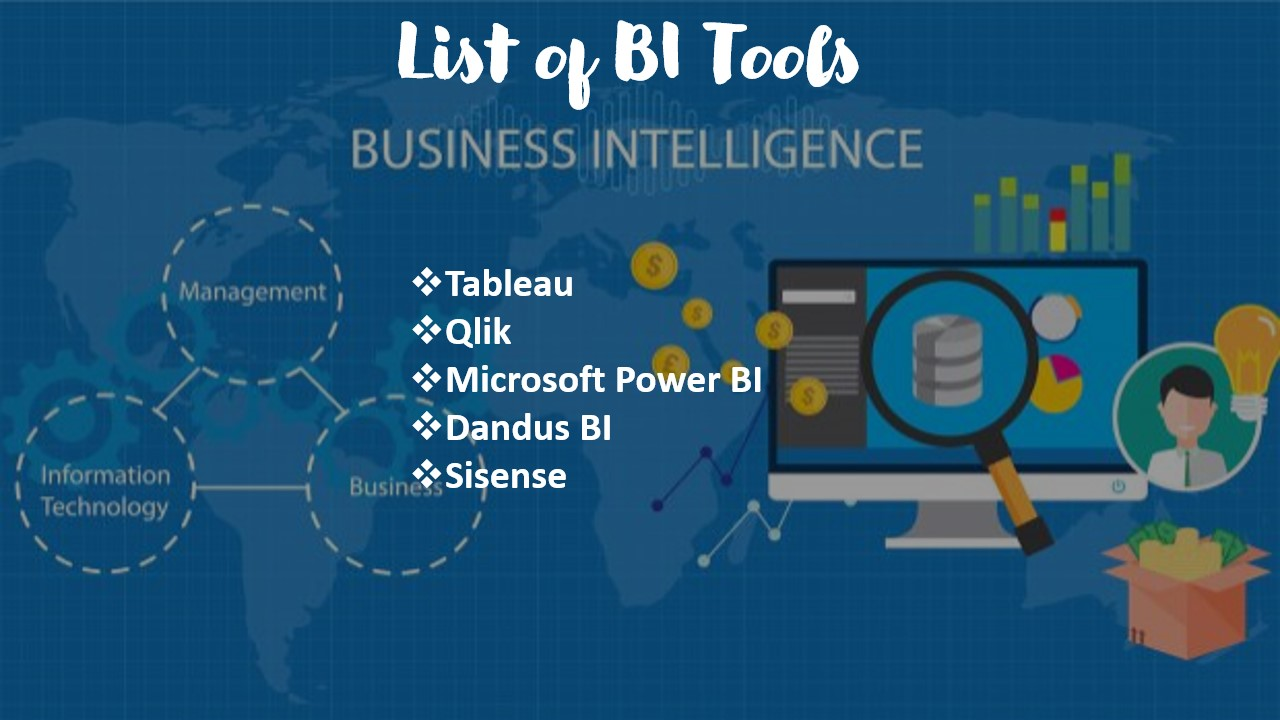 List of BI Tools
BUSINESS INTELLIGENCE
Management
Information
Technology
Business
❖Tableau
❖Qlik
❖Microsoft Power BI
❖Dandus BI
❖Sisense